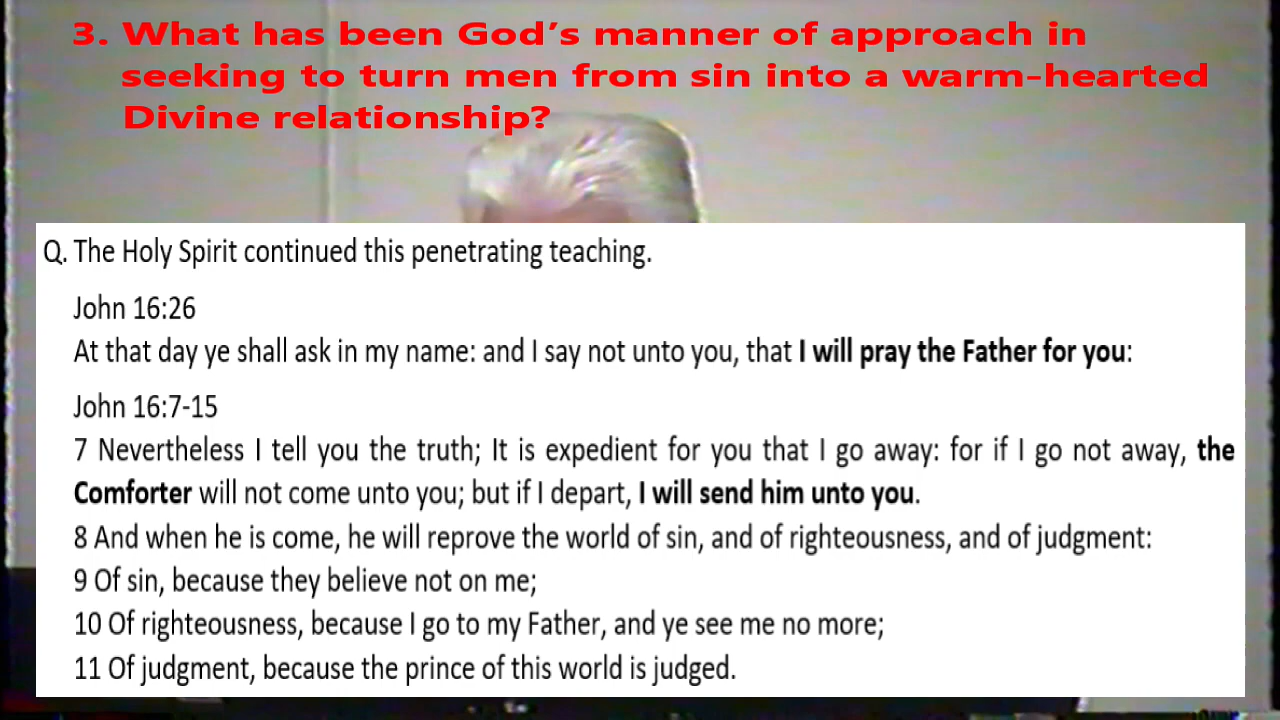 3. What has been God's manner of approach in
seeking to turn men from sin into a warm-hearted
Divine relationship?
Q. The Holy Spirit continued this penetrating teaching.
John 16:26
At that day ye shall ask in my name: and I say not unto you, that I will pray the Father for you:
John 16:7-15
7 Nevertheless I tell you the truth; It is expedient for you that I go away: for if I go not away, the
Comforter will not come unto you; but if I depart, I will send him unto you.
8 And when he is come, he will reprove the world of sin, and of righteousness, and of judgment:
9 Of sin, because they believe not on me;
10 Of righteousness, because I go to my Father, and ye see me no more;
11 Of judgment, because the prince of this world is judged.